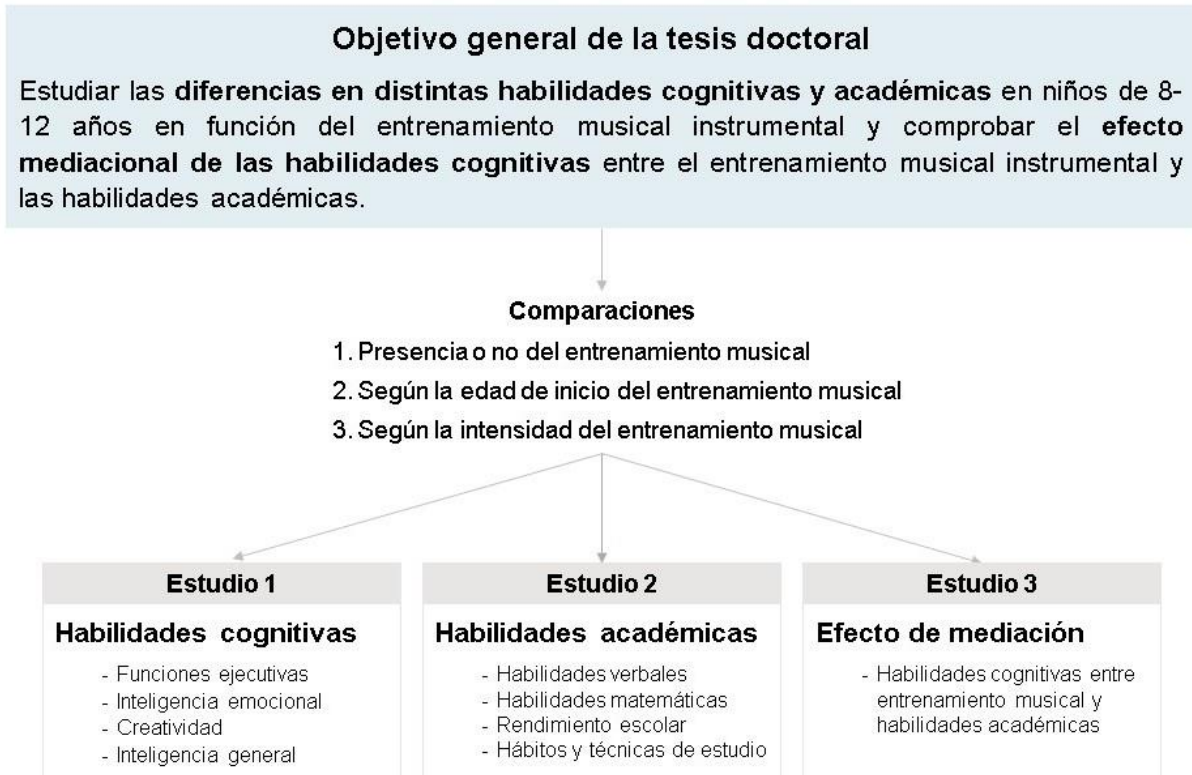 Objetivo general de la tesis doctoral
Estudiar las diferencias en distintas habilidades cognitivas y académicas en niños de 8-
12 años en función del entrenamiento musical instrumental y comprobar el efecto
mediacional de las habilidades cognitivas entre el entrenamiento musical instrumental y
las habilidades académicas.
Comparaciones
1. Presencia o no del entrenamiento musical
2. Según la edad de inicio del entrenamiento musical
3. Según la intensidad del entrenamiento musical
Estudio 1
Habilidades cognitivas
- Funciones ejecutivas
- Inteligencia emocional
- Creatividad
- Inteligencia general
Estudio 2
Habilidades académicas
- Habilidades verbales
- Habilidades matemáticas
- Rendimiento escolar
- Hábitos y técnicas de estudio
Estudio 3
Efecto de mediación
- Habilidades cognitivas entre
entrenamiento musical y
habilidades académicas